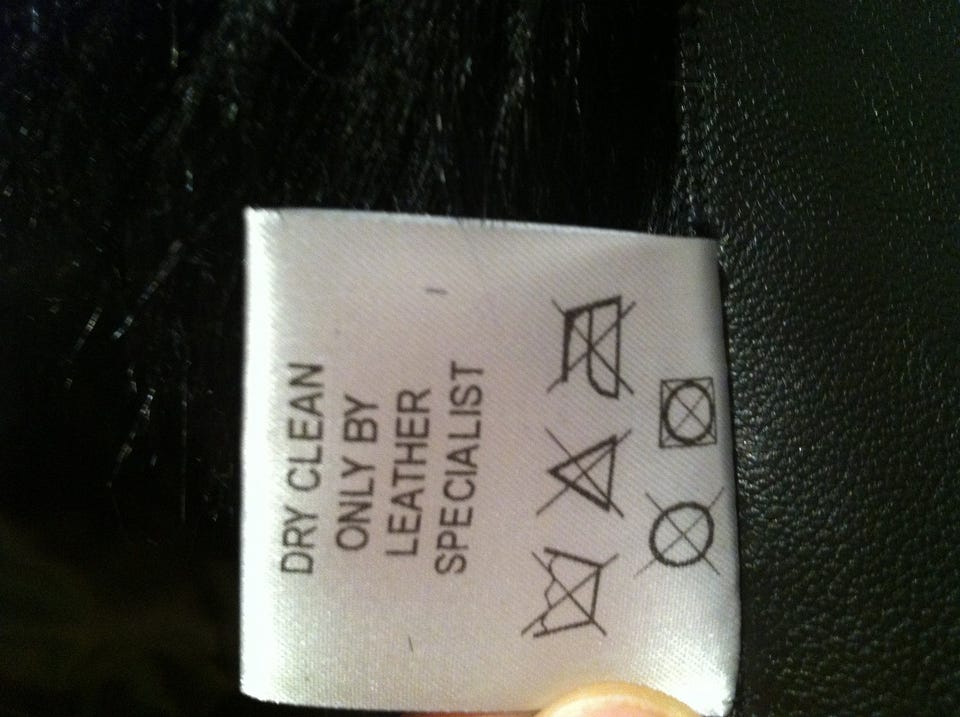 DRY CLEAN
ONLY BY
LEATHER
SPECIALIST